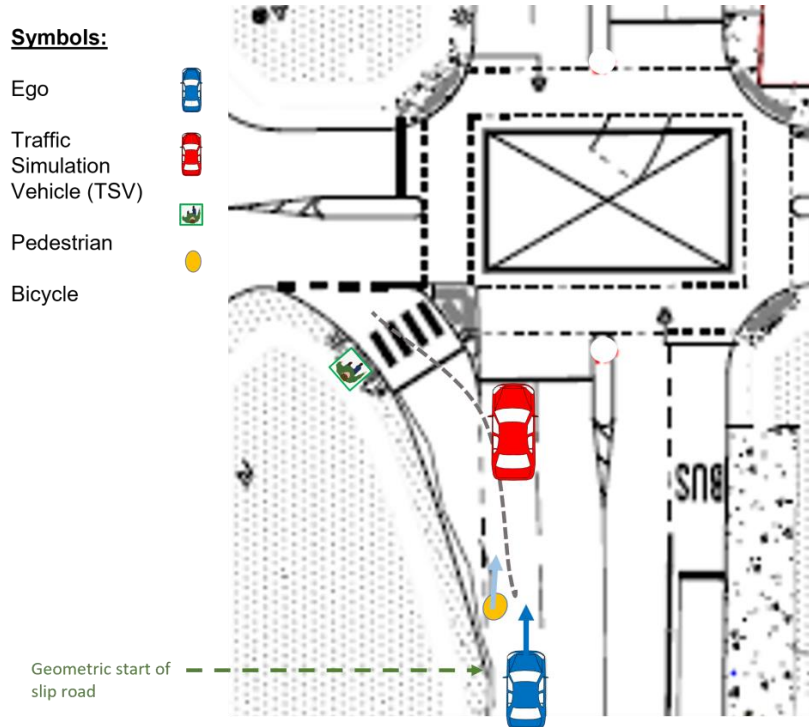 Symbols:
Ego
Traffic
Simulation
Vehicle (TSV)
Pedestrian
Bicycle
BUS
Geometric start of
slip road